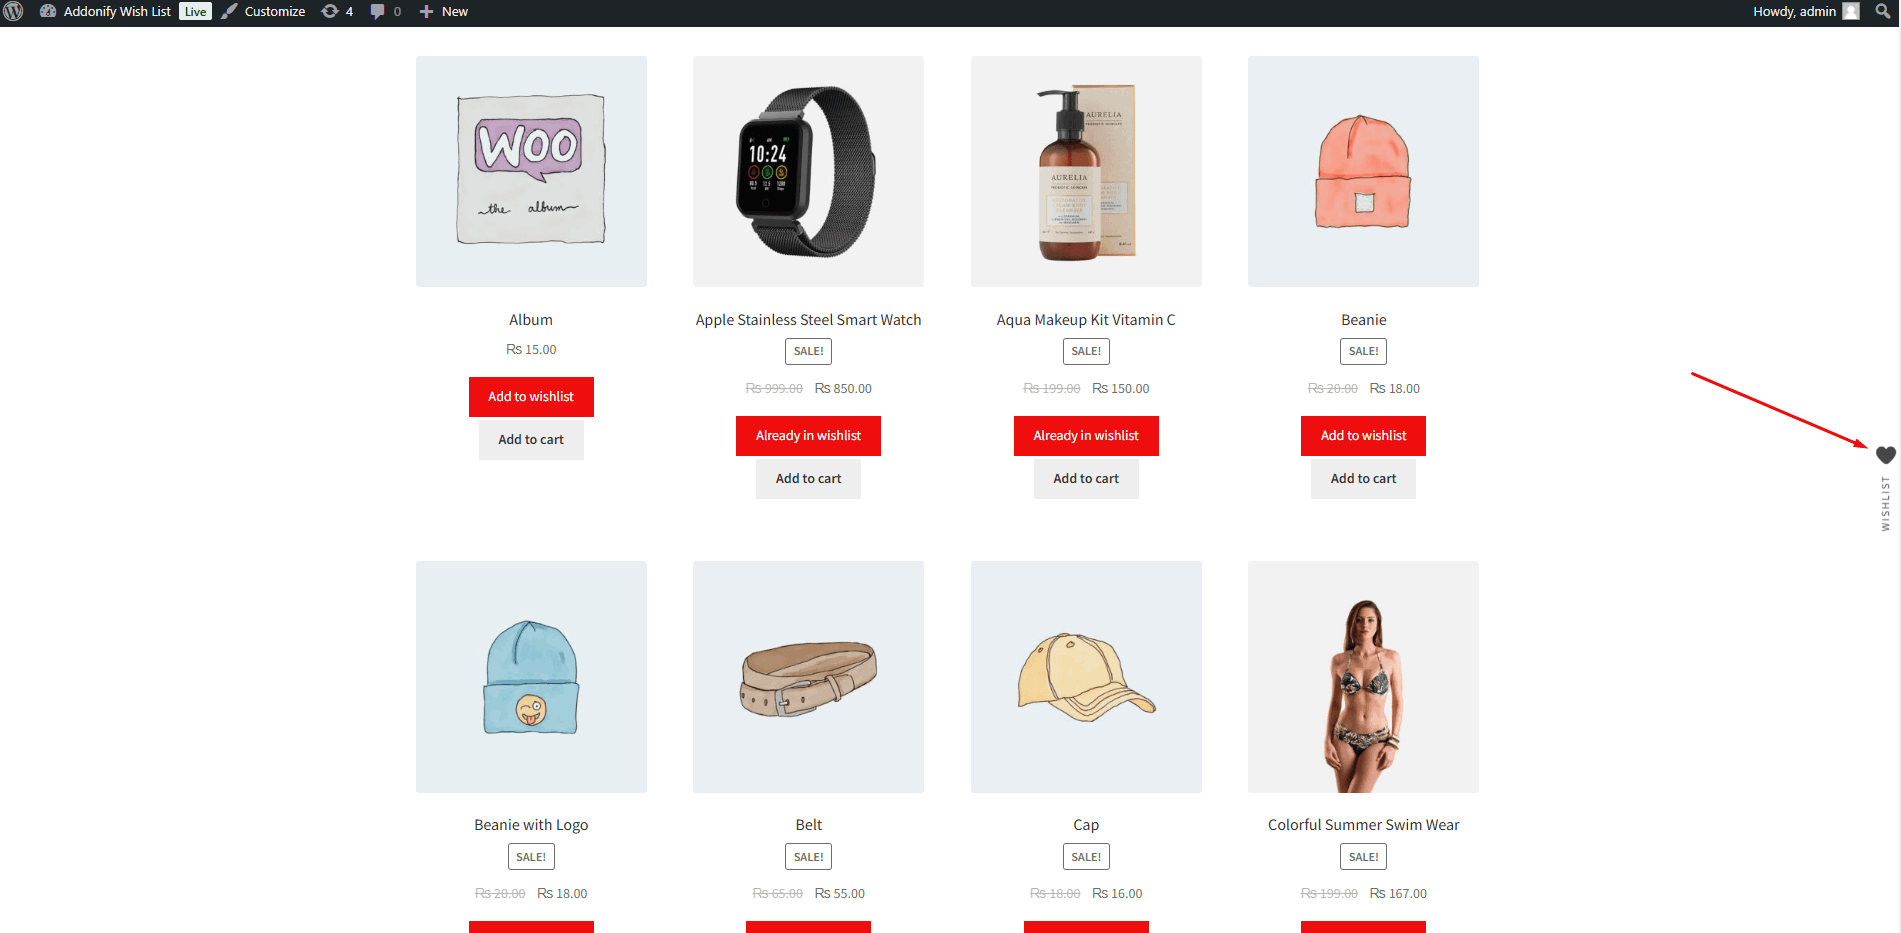 Addonify Wish List Live Customize 4 0 New Howdy, admin
WOO
the album
10:24
AURELIA
AURELIA
Album
Rs 15.00
Add to wishlist
Add to cart
Apple Stainless Steel Smart Watch
SALE!
Rs 999.00 Rs 850.00
Already in wishlist
Add to cart
Aqua Makeup Kit Vitamin C
SALE!
Rs 199.00 Rs 150.00
Already in wishlist
Add to cart
Beanie
SALE!
Rs 20.00 Rs 18.00
Add to wishlist
Add to cart
WISHLIST
Beanie with Logo
SALE!
Rs 20.00 Rs 18.00
Belt
SALE!
Rs 65.00 Rs 55.00
Cap
SALE!
Rs 18.00 Rs 16.00
Colorful Summer Swim Wear
SALE!
Rs 199.00 Rs 167.00